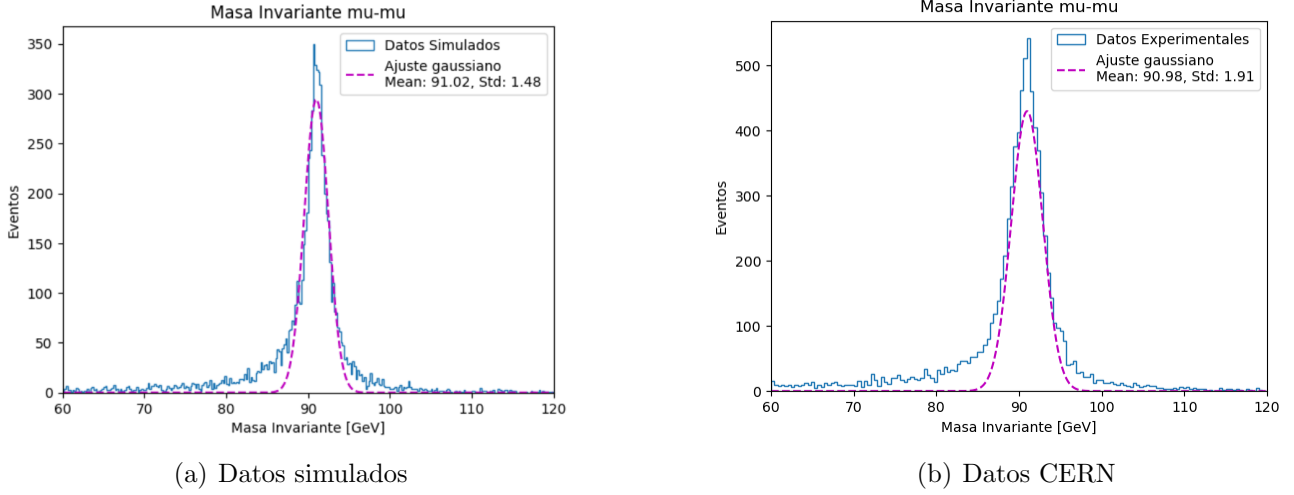 Masa Invariante mu-mu
350
300
250
200
150
100
50
0
Eventos
Datos Simulados
Ajuste gaussiano
Mean: 91.02, Std: 1.48
60 70 80 90 100 110 120
Masa Invariante [GeV]
(a) Datos simulados
Masa Invariante mu-mu
500
400
300
200
100
0
Eventos
Datos Experimentales
Ajuste gaussiano
Mean: 90.98, Std: 1.91
60 70 80 90 100 110 120
Masa Invariante [GeV]
(b) Datos CERN